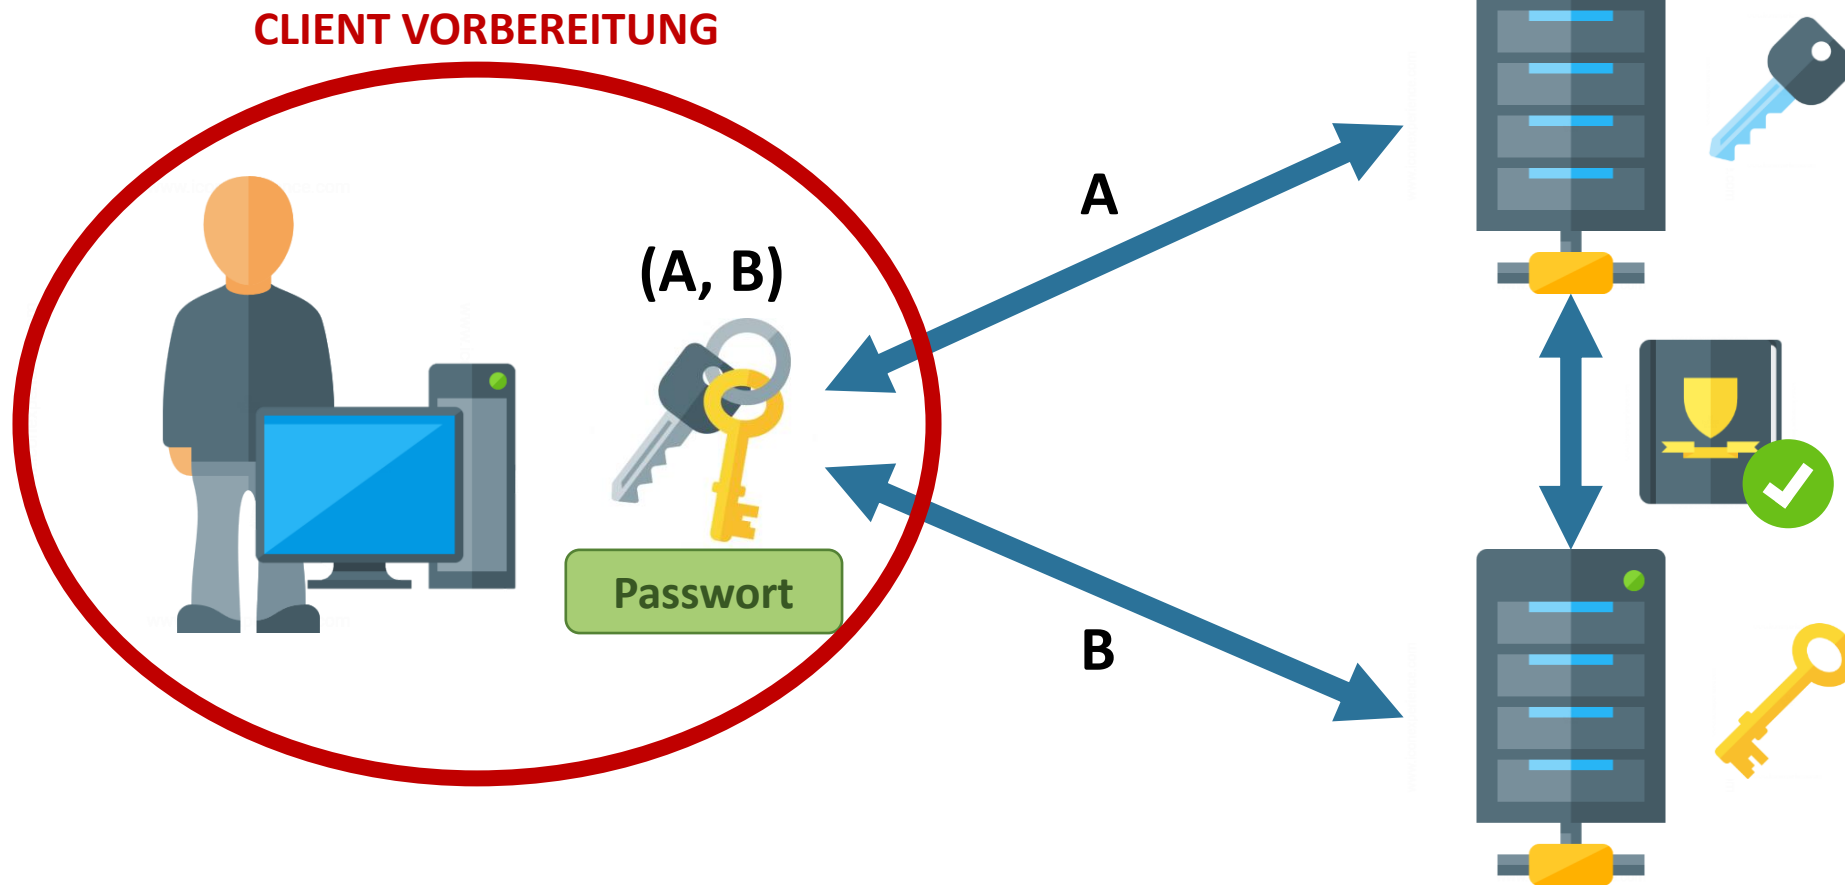 CLIENT VORBEREITUNG
A
(A, B)
Passwort
B